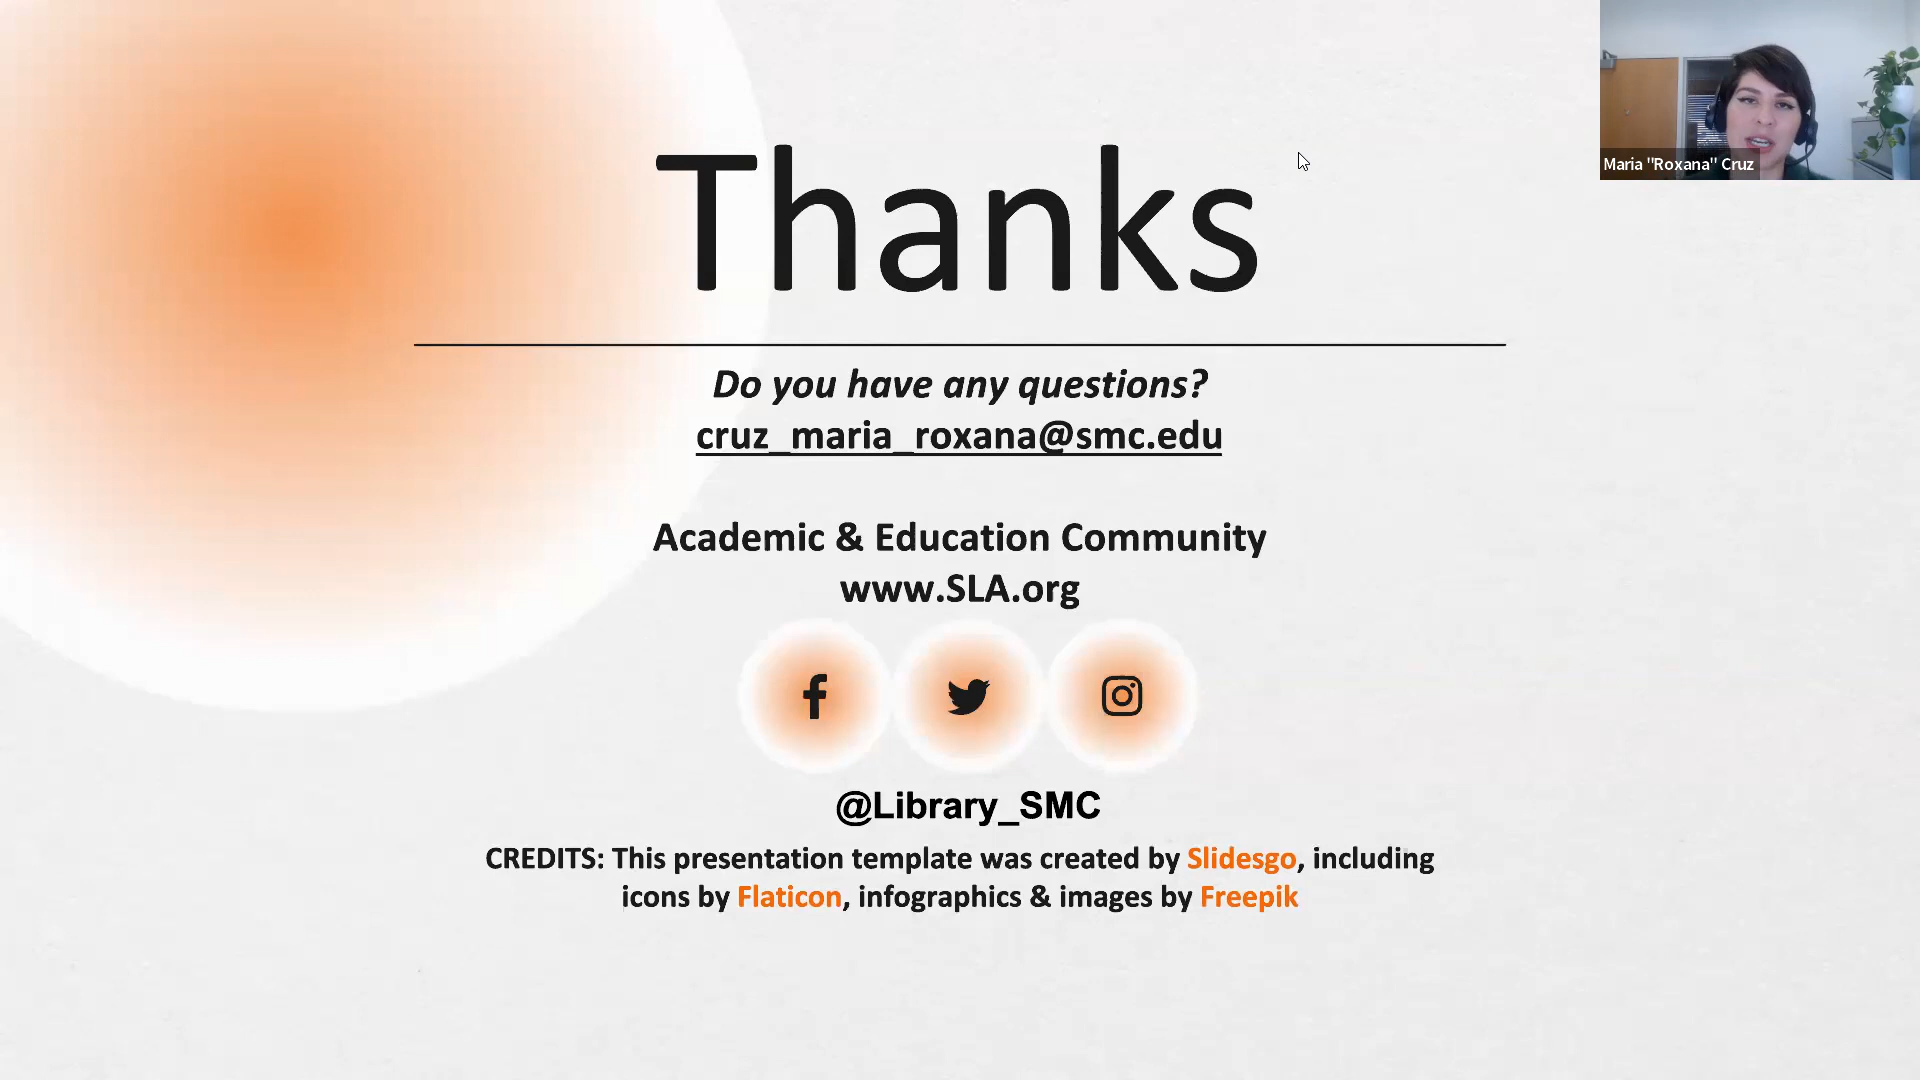 Thanks
Maria "Roxana" Cruz
Do you have any questions?
cruz_maria_roxana@smc.edu
Academic & Education Community
www.SLA.org
@Library_SMC
CREDITS: This presentation template was created by Slidesgo, including
icons by Flaticon, infographics & images by Freepik